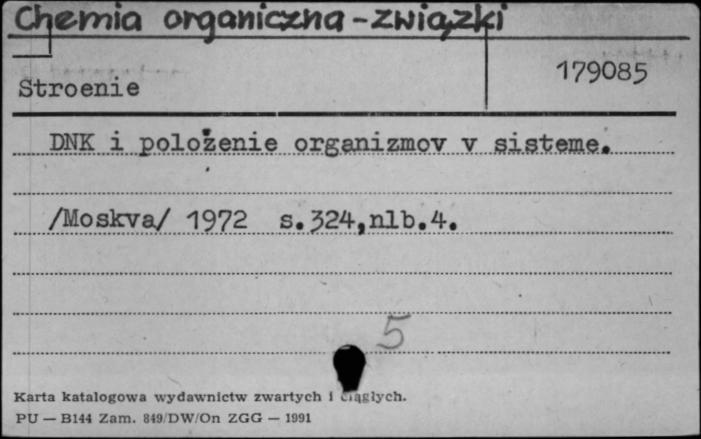 Chemia organiczna - związki
179085
Stroenie
DNK i položenie organizmov v sisteme.
/Moskva/ 1972 s.324,nlb.4.
5
Karta katalogowa wydawnictw zwartych i ciągłych.
PU — B144 Zam. 849/DW/On ZGG — 1991